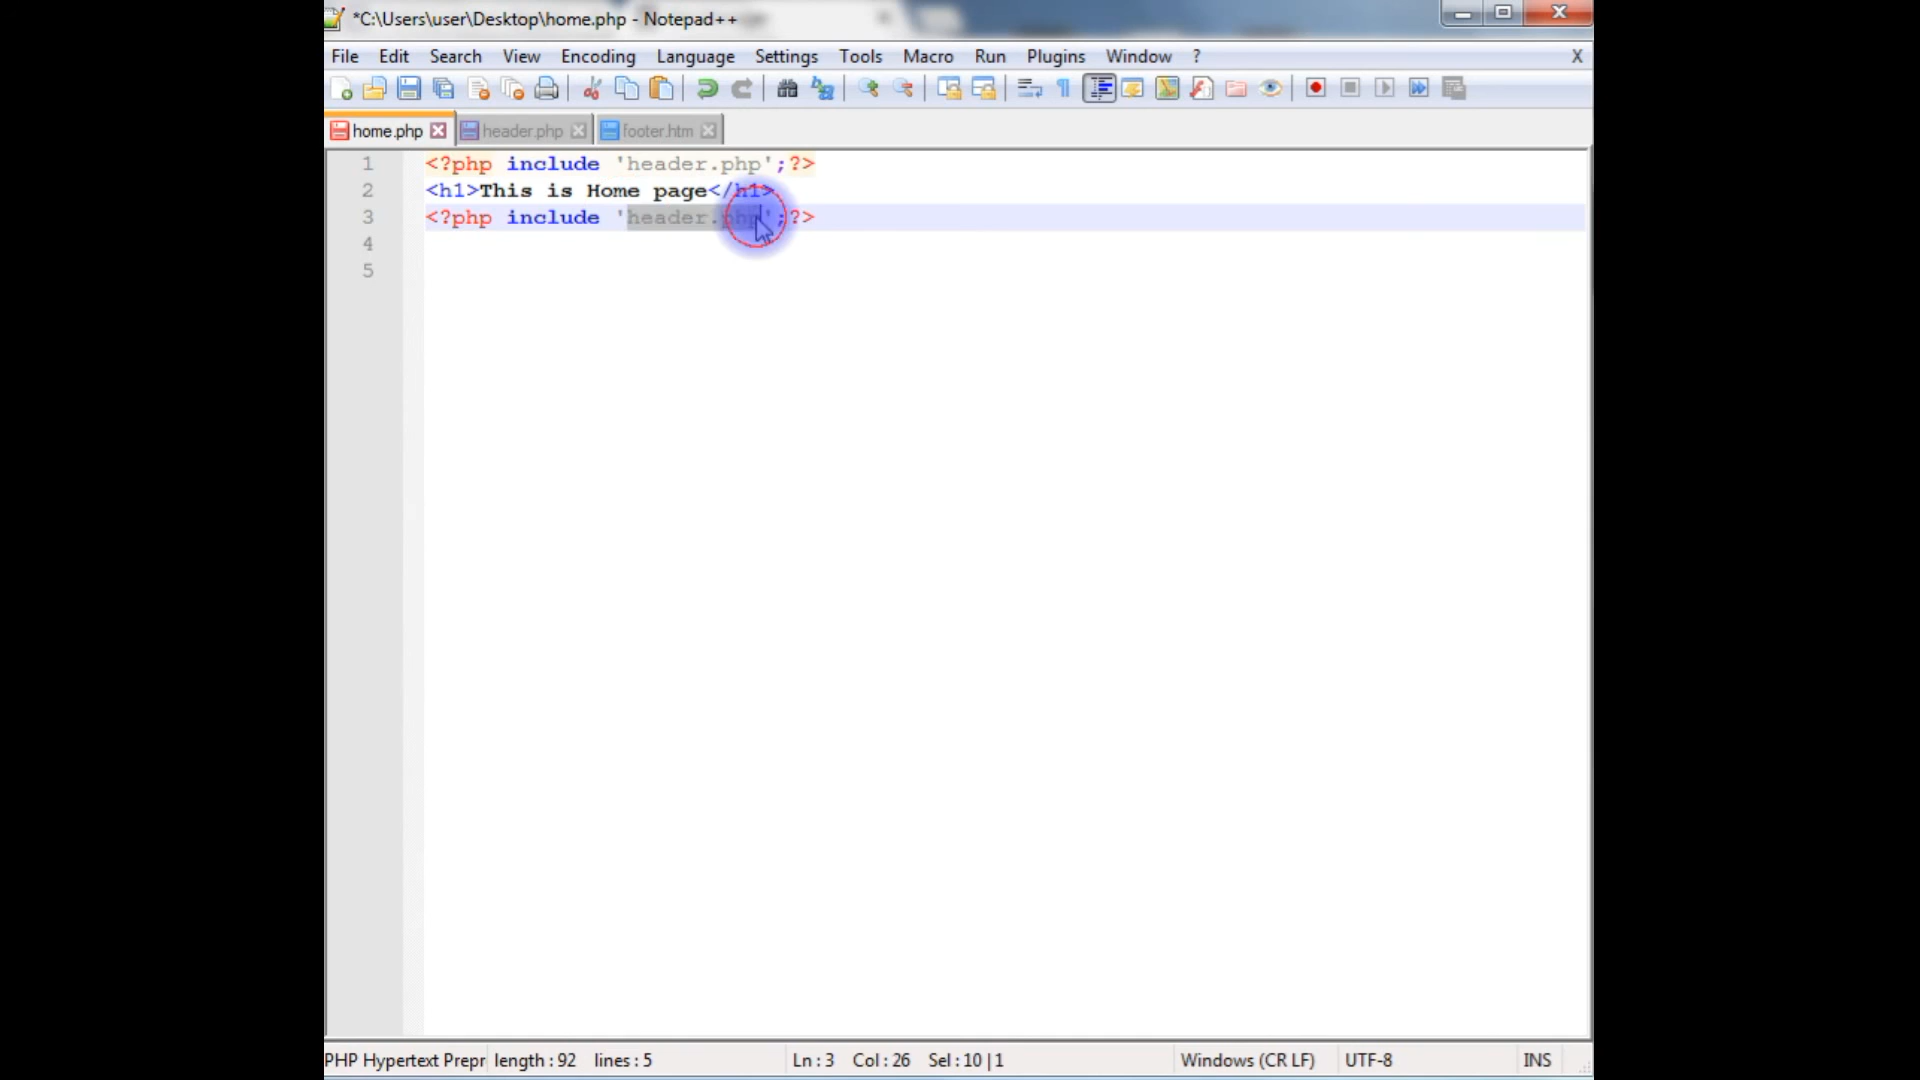 *C:\Users\user\Desktop\home.php - Notepad++
File Edit Search View Encoding Language Settings Tools Macro Run Plugins Window ? X
home.php header.php footer.htm
1 <?php include 'header.php';?>
2 <h1>This is Home page</h1>
3 <?php include 'header.php';?>
4
5
PHP Hypertext Prepr length : 92 lines : 5 Ln : 3 Col : 26 Sel : 10 | 1 Windows (CR LF) UTF-8 INS